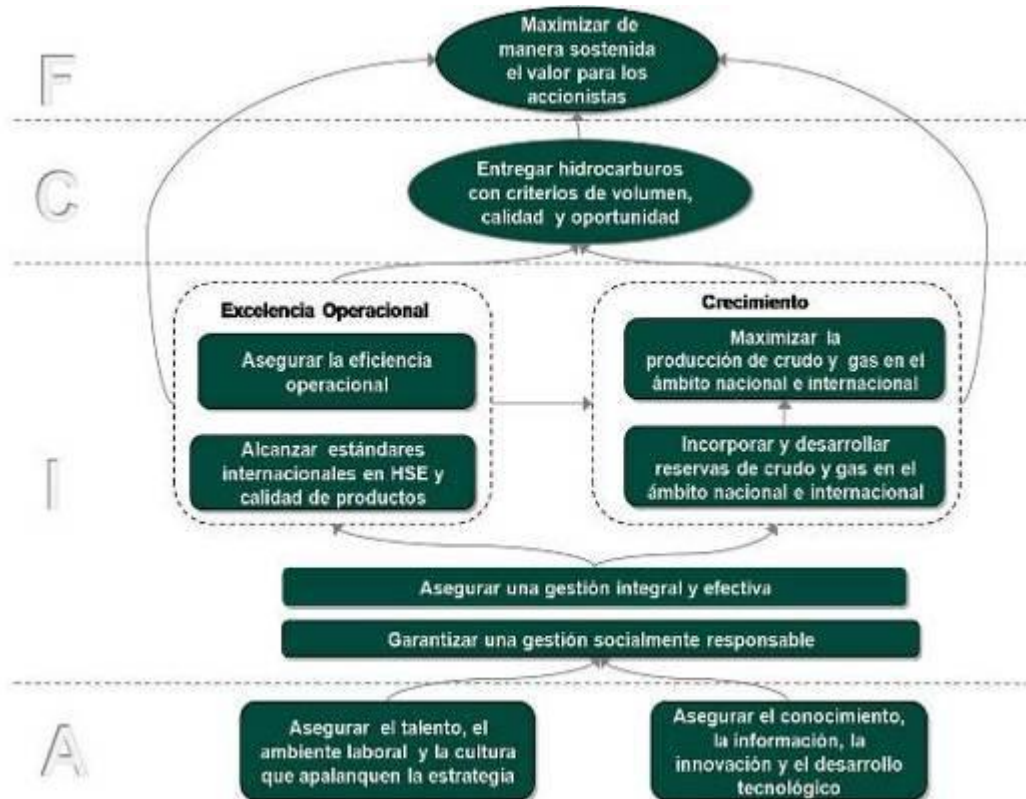 F
Maximizar de
manera sostenida
el valor para los
accionistas
C
Entregar hidrocarburos
con criterios de volumen,
calidad y oportunidad
I
Excelencia Operacional
Asegurar la eficiencia
operacional
Alcanzar estándares
internacionales en HSE y
calidad de productos
Crecimiento
Maximizar la
producción de crudo y gas en el
ámbito nacional e internacional
Incorporar y desarrollar
reservas de crudo y gas en el
ámbito nacional e internacional
Asegurar una gestión integral y efectiva
Garantizar una gestión socialmente responsable
A
Asegurar el talento, el
ambiente laboral y la cultura
que apalanquen la estrategia
Asegurar el conocimiento,
la información, la
innovación y el desarrollo
tecnológico